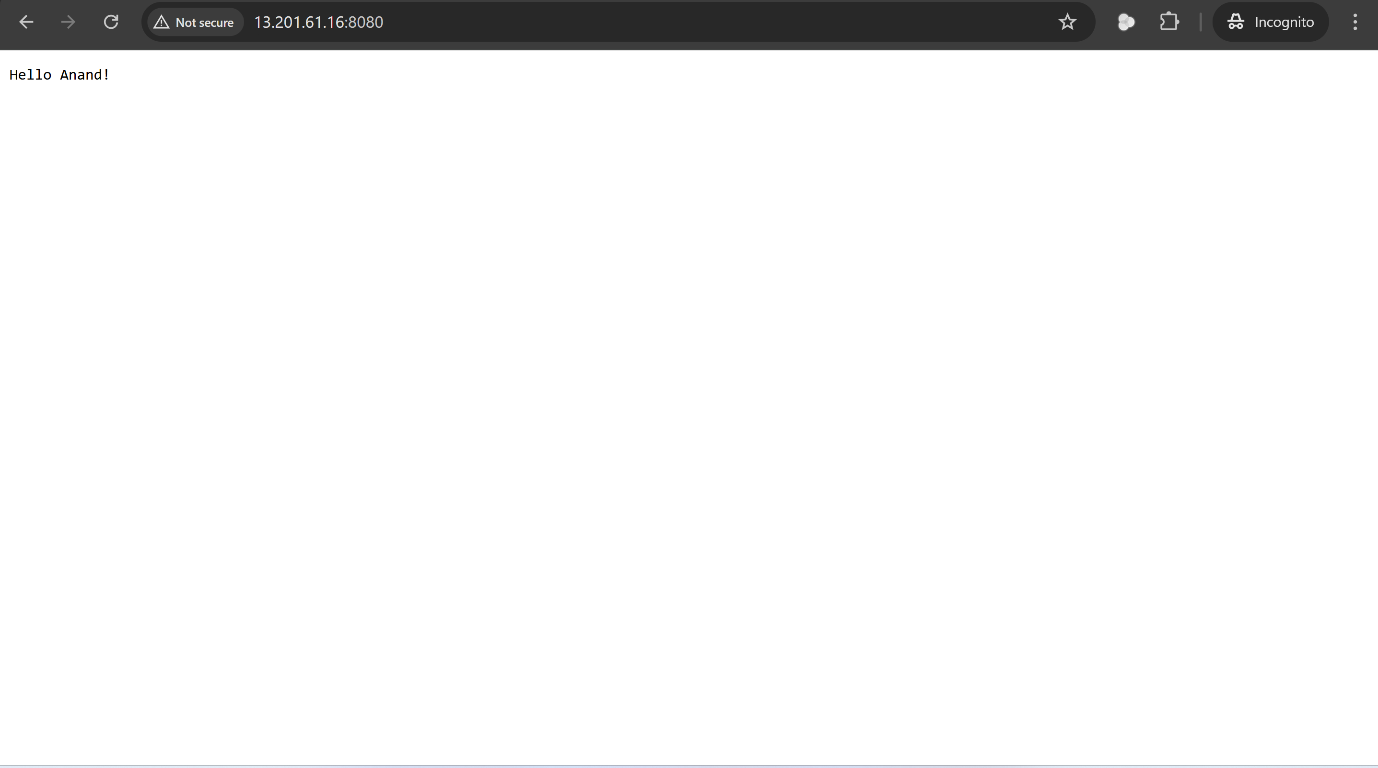 Not secure
13.201.61.16:8080
Incognito
Hello Anand!